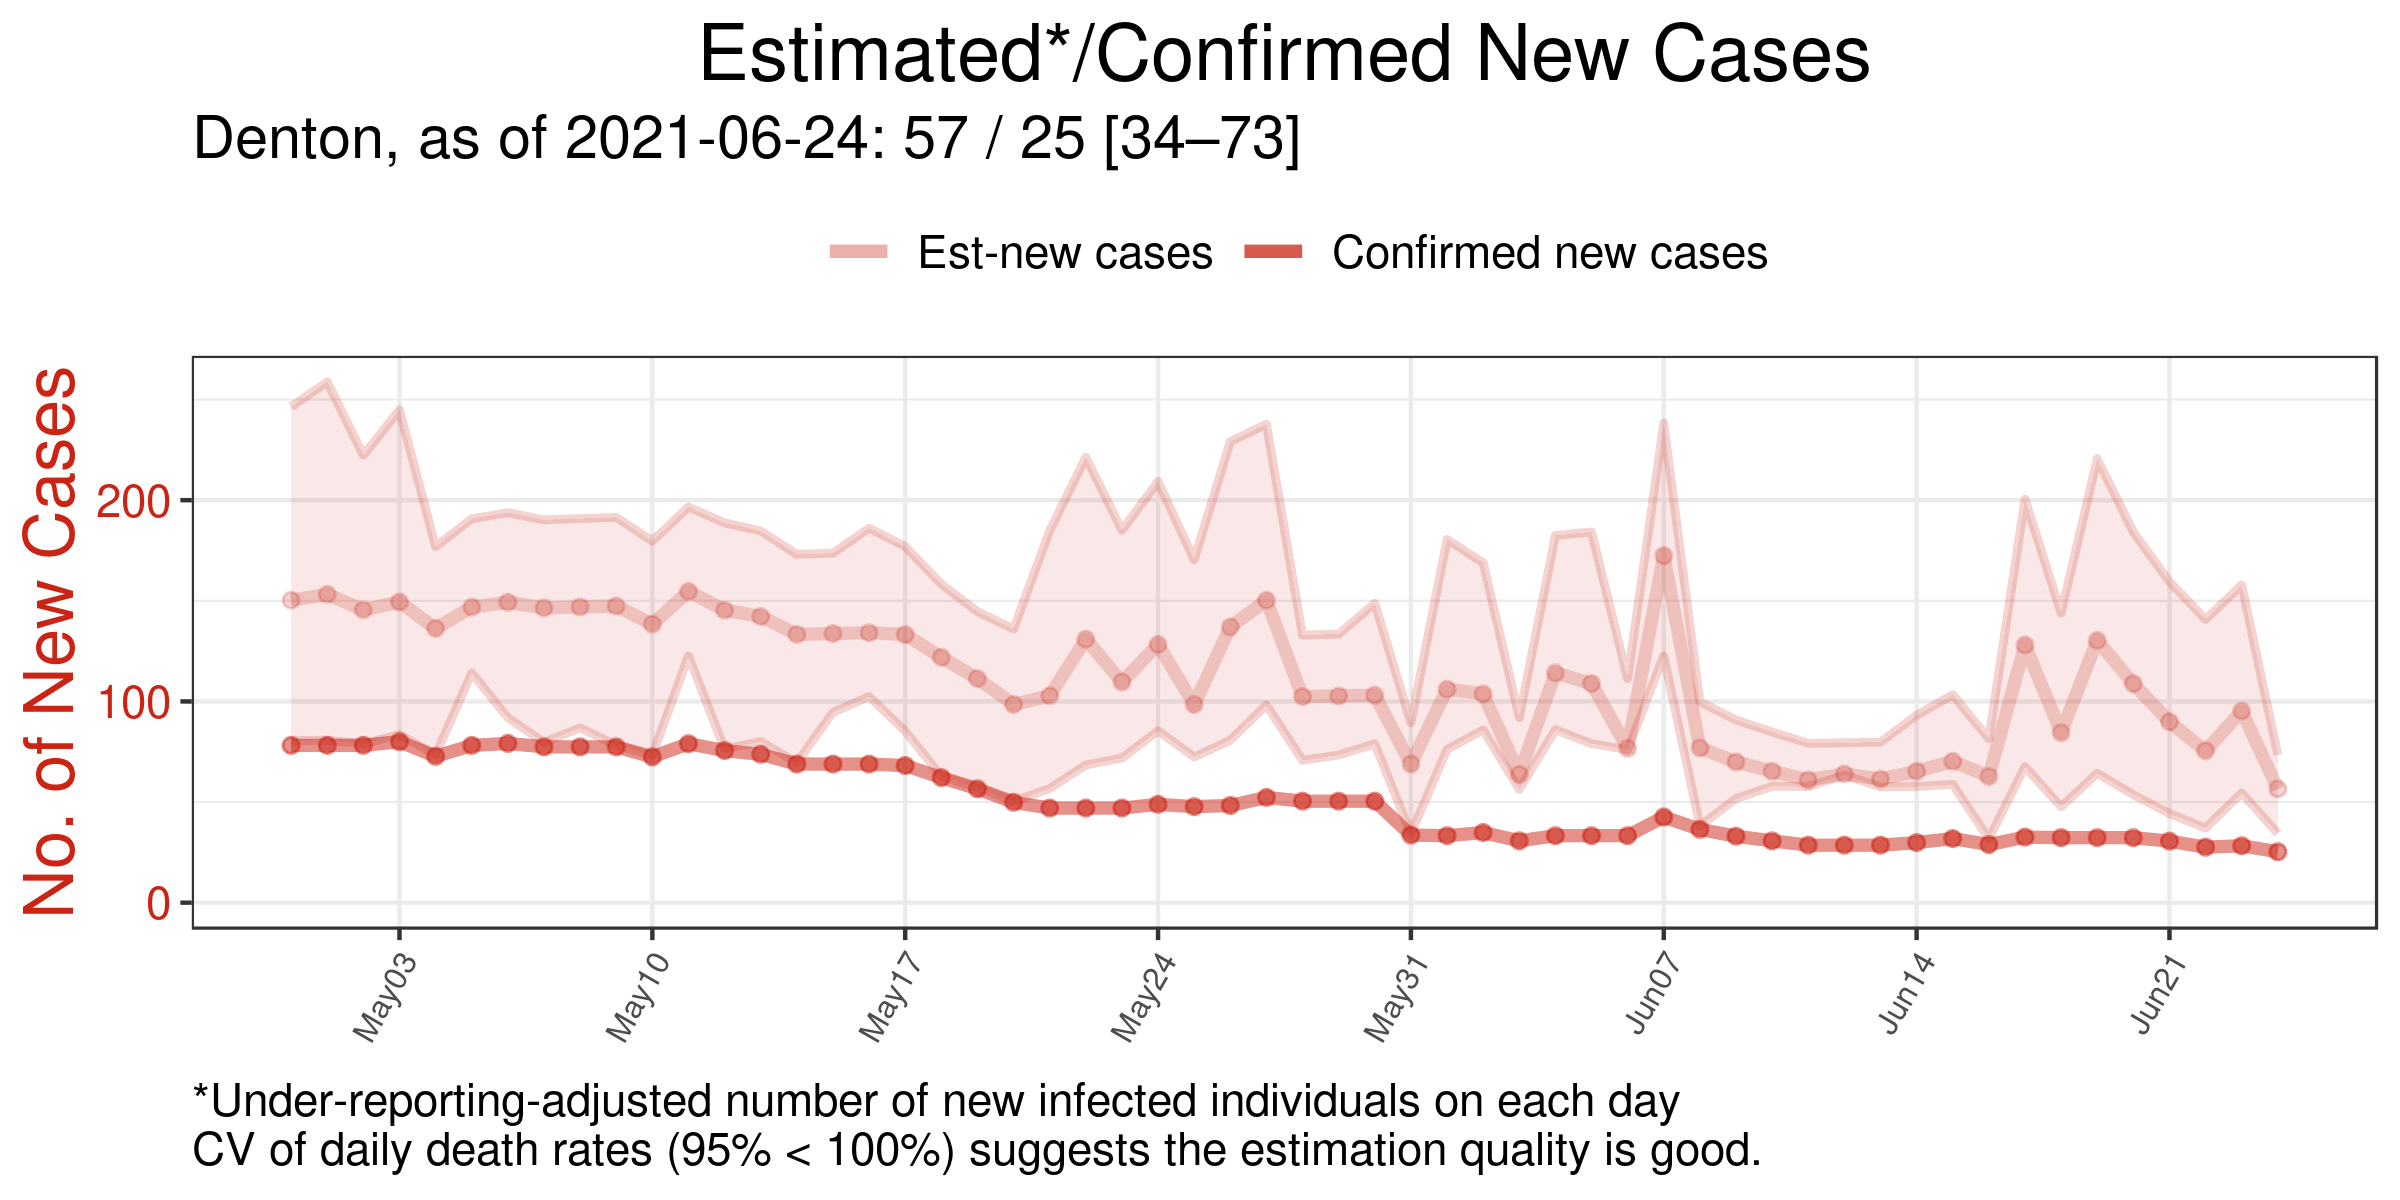 Estimated*/Confirmed New Cases
Denton, as of 2021-06-24: 57 / 25 [34–73]
Est-new cases
Confirmed new cases
No. of New Cases
200
100
0
May03
May10
May17
May24
May31
Jun07
Jun14
Jun21
*Under-reporting-adjusted number of new infected individuals on each day
CV of daily death rates (95% < 100%) suggests the estimation quality is good.